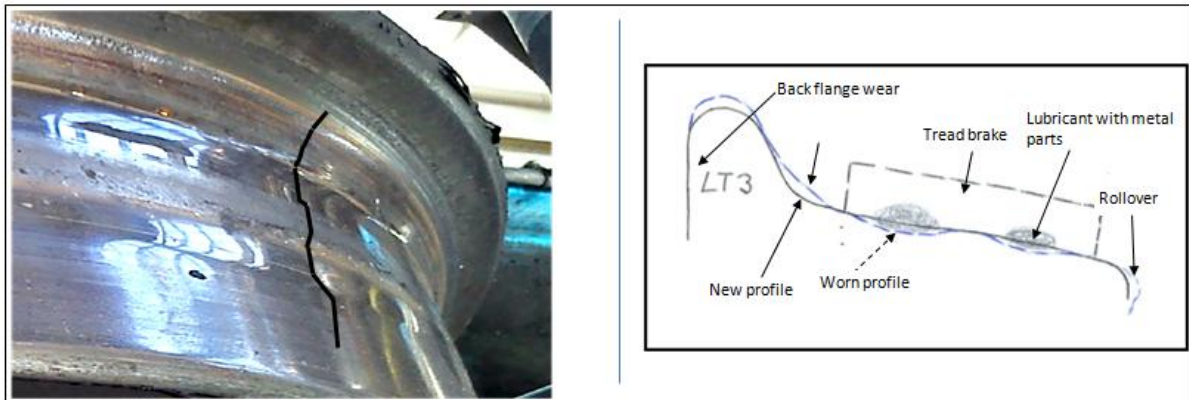 Back flange wear
Lubricant with metal
parts
Tread brake
Rollover
LT3
New profile
Worn profile